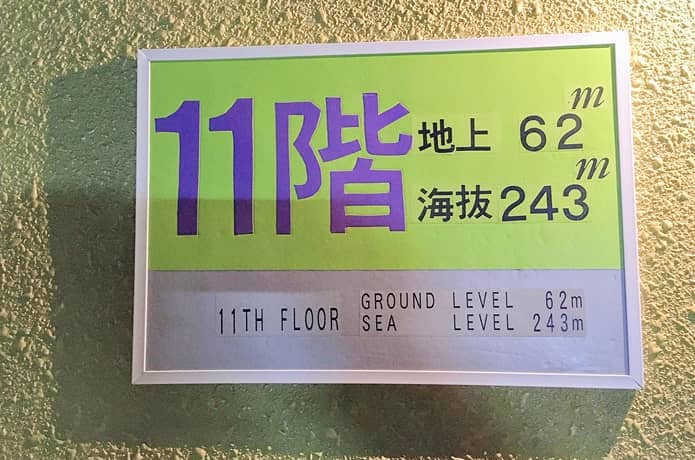 11階
地上 62m
海抜 243m
11TH FLOOR
GROUND LEVEL 62m
SEA LEVEL 243m